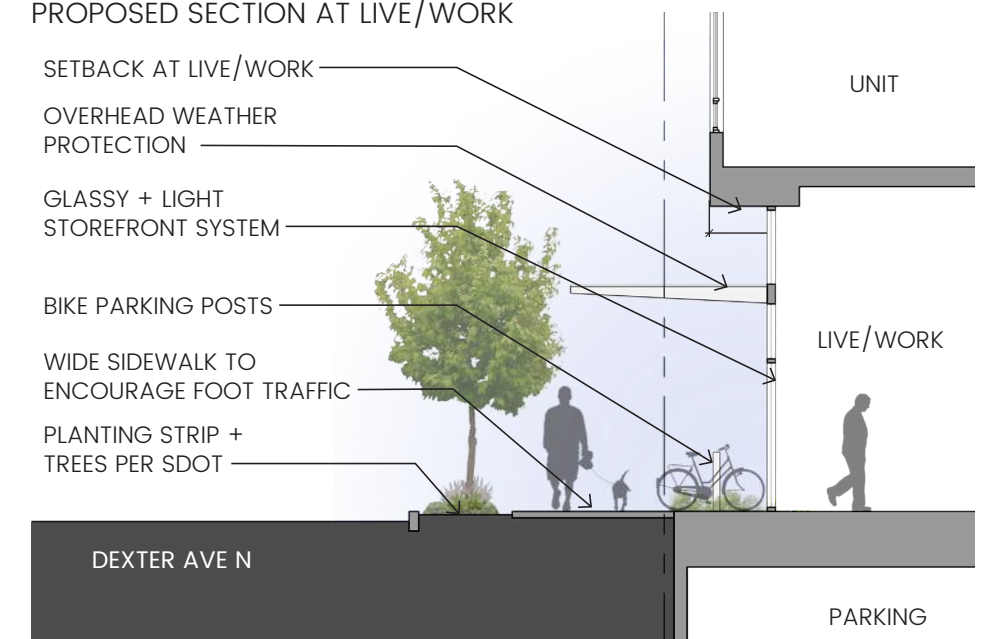 PROPOSED SECTION AT LIVE/WORK
SETBACK AT LIVE/WORK
OVERHEAD WEATHER
PROTECTION
GLASSY + LIGHT
STOREFRONT SYSTEM
BIKE PARKING POSTS
WIDE SIDEWALK TO
ENCOURAGE FOOT TRAFFIC
PLANTING STRIP +
TREES PER SDOT
DEXTER AVE N
UNIT
LIVE/WORK
PARKING